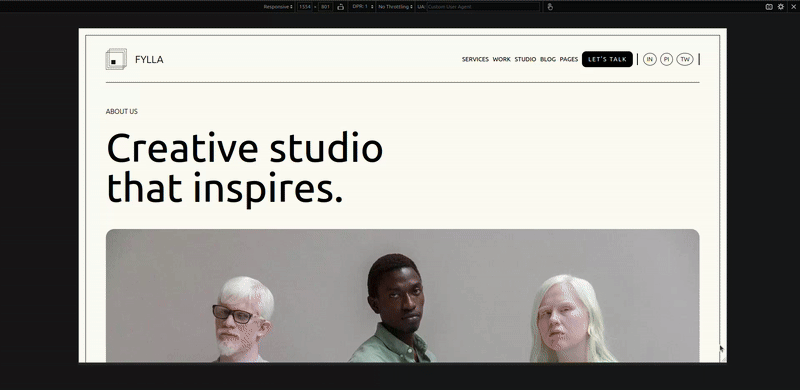 Responsive 1554 × 801 DPR: 1 No Throttling UA: Custom User Agent
FYLLA SERVICES WORK STUDIO BLOG PAGES LET'S TALK IN PI TW
ABOUT US
Creative studio
that inspires.